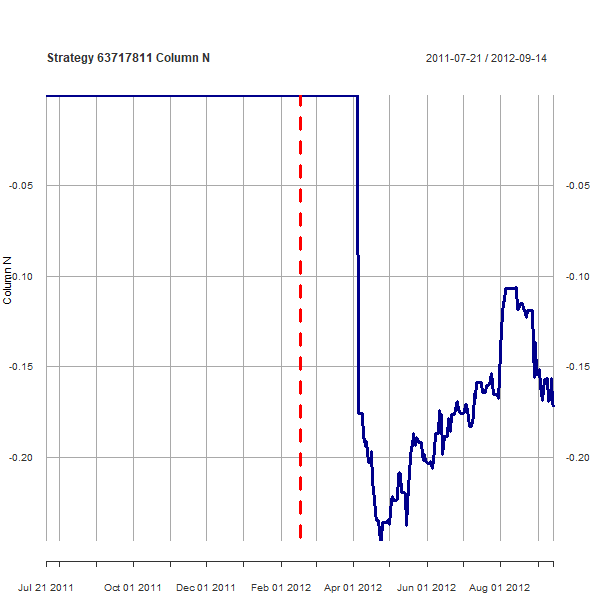 Strategy 63717811 Column N
2011-07-21 / 2012-09-14
-0.05
-0.05
-0.10
-0.10
Column N
-0.15
-0.15
-0.20
-0.20
Jul 21 2011
Oct 01 2011
Dec 01 2011
Feb 01 2012
Apr 01 2012
Jun 01 2012
Aug 01 2012